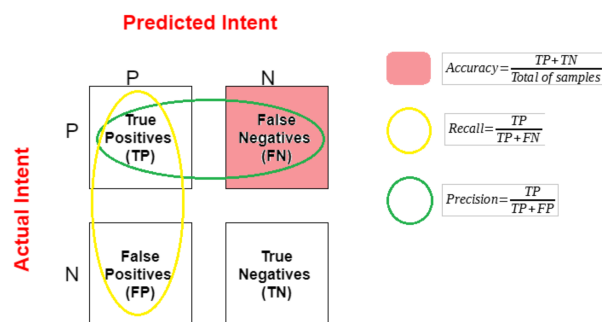 Predicted Intent
P
N
Actual Intent
P
True
Positives
(TP)
False
Negatives
(FN)
N
False
Positives
(FP)
True
Negatives
(TN)
Accuracy=TP+TN/Total of samples
Recall=TP/TP+FN
Precision=TP/TP+FP